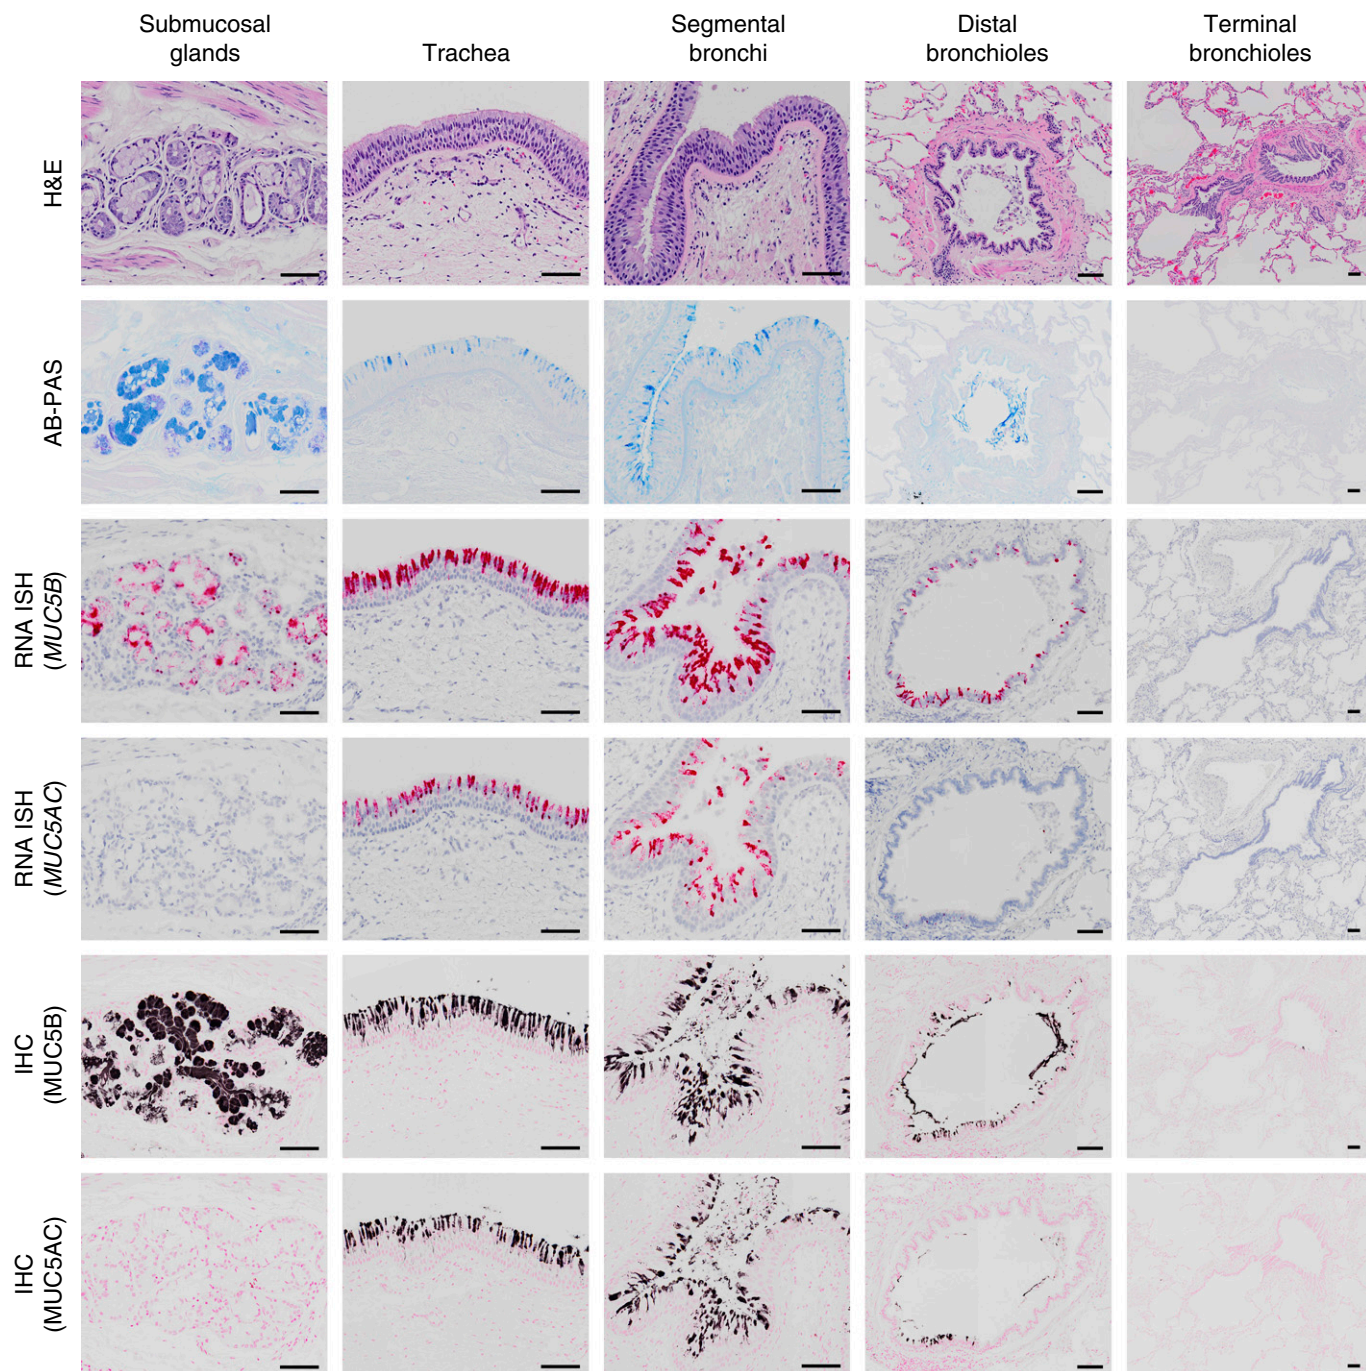 Submucosal
glands
Trachea
Segmental
bronchi
Distal
bronchioles
Terminal
bronchioles
H&E
AB-PAS
RNA ISH
(MUC5B)
RNA ISH
(MUC5AC)
IHC
(MUC5B)
IHC
(MUC5AC)